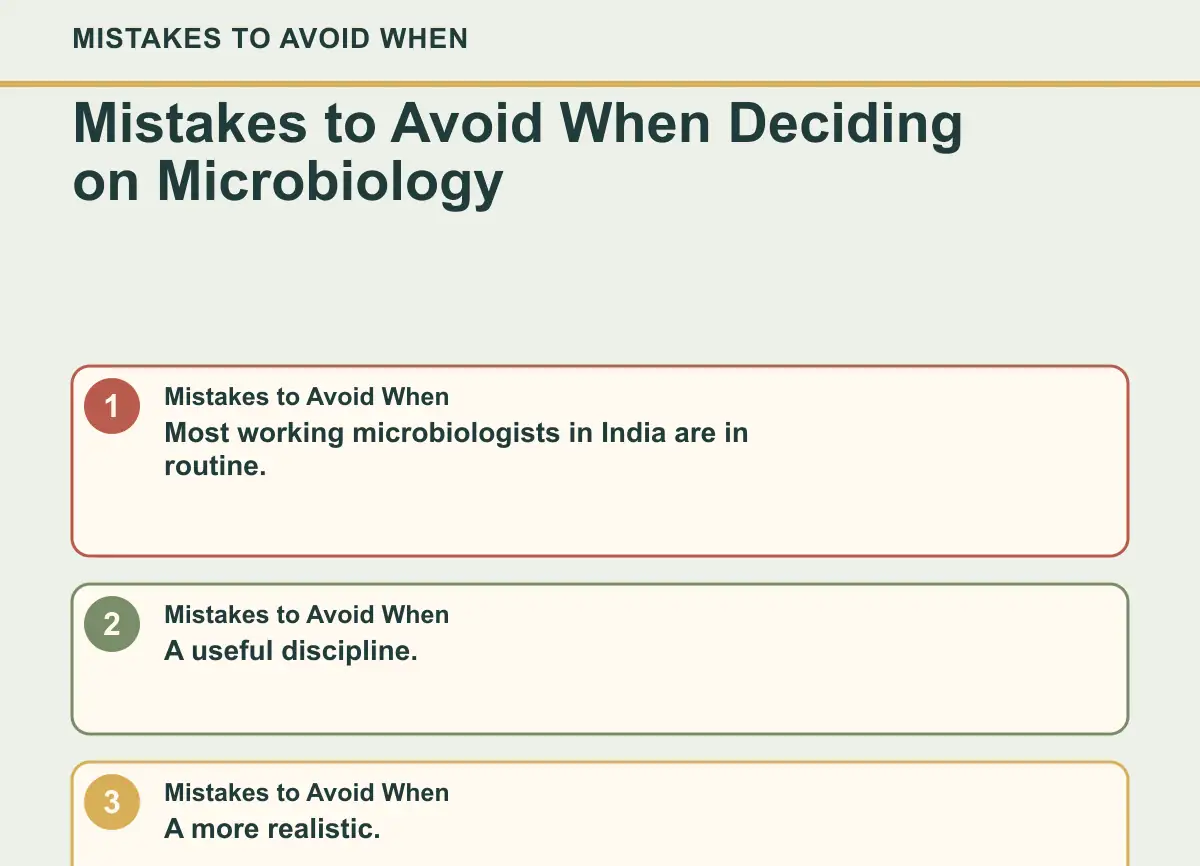 MISTAKES TO AVOID WHEN
Mistakes to Avoid When Deciding
on Microbiology
1
Mistakes to Avoid When
Most working microbiologists in India are in
routine.
2
Mistakes to Avoid When
A useful discipline.
3
Mistakes to Avoid When
A more realistic.